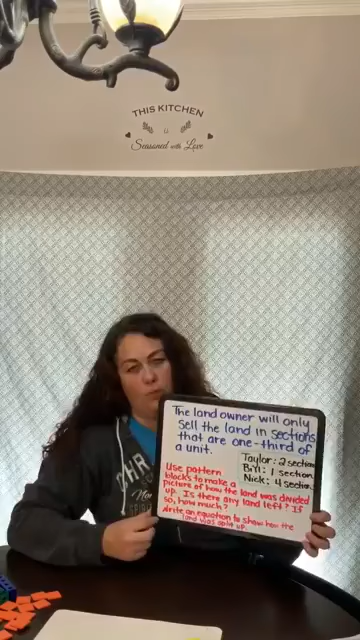 THIS KITCHEN
is
Seasoned with Love
The land owner will only
sell the land in sections
that are one-third of
a unit.
Taylor: 2 sections
Bri: 1 section
Nick: 4 sections
Use pattern
blocks to make a
picture of how the land was divided
up. Is there any land left? If
so, how much?
Write an equation to show how the
land was split up.